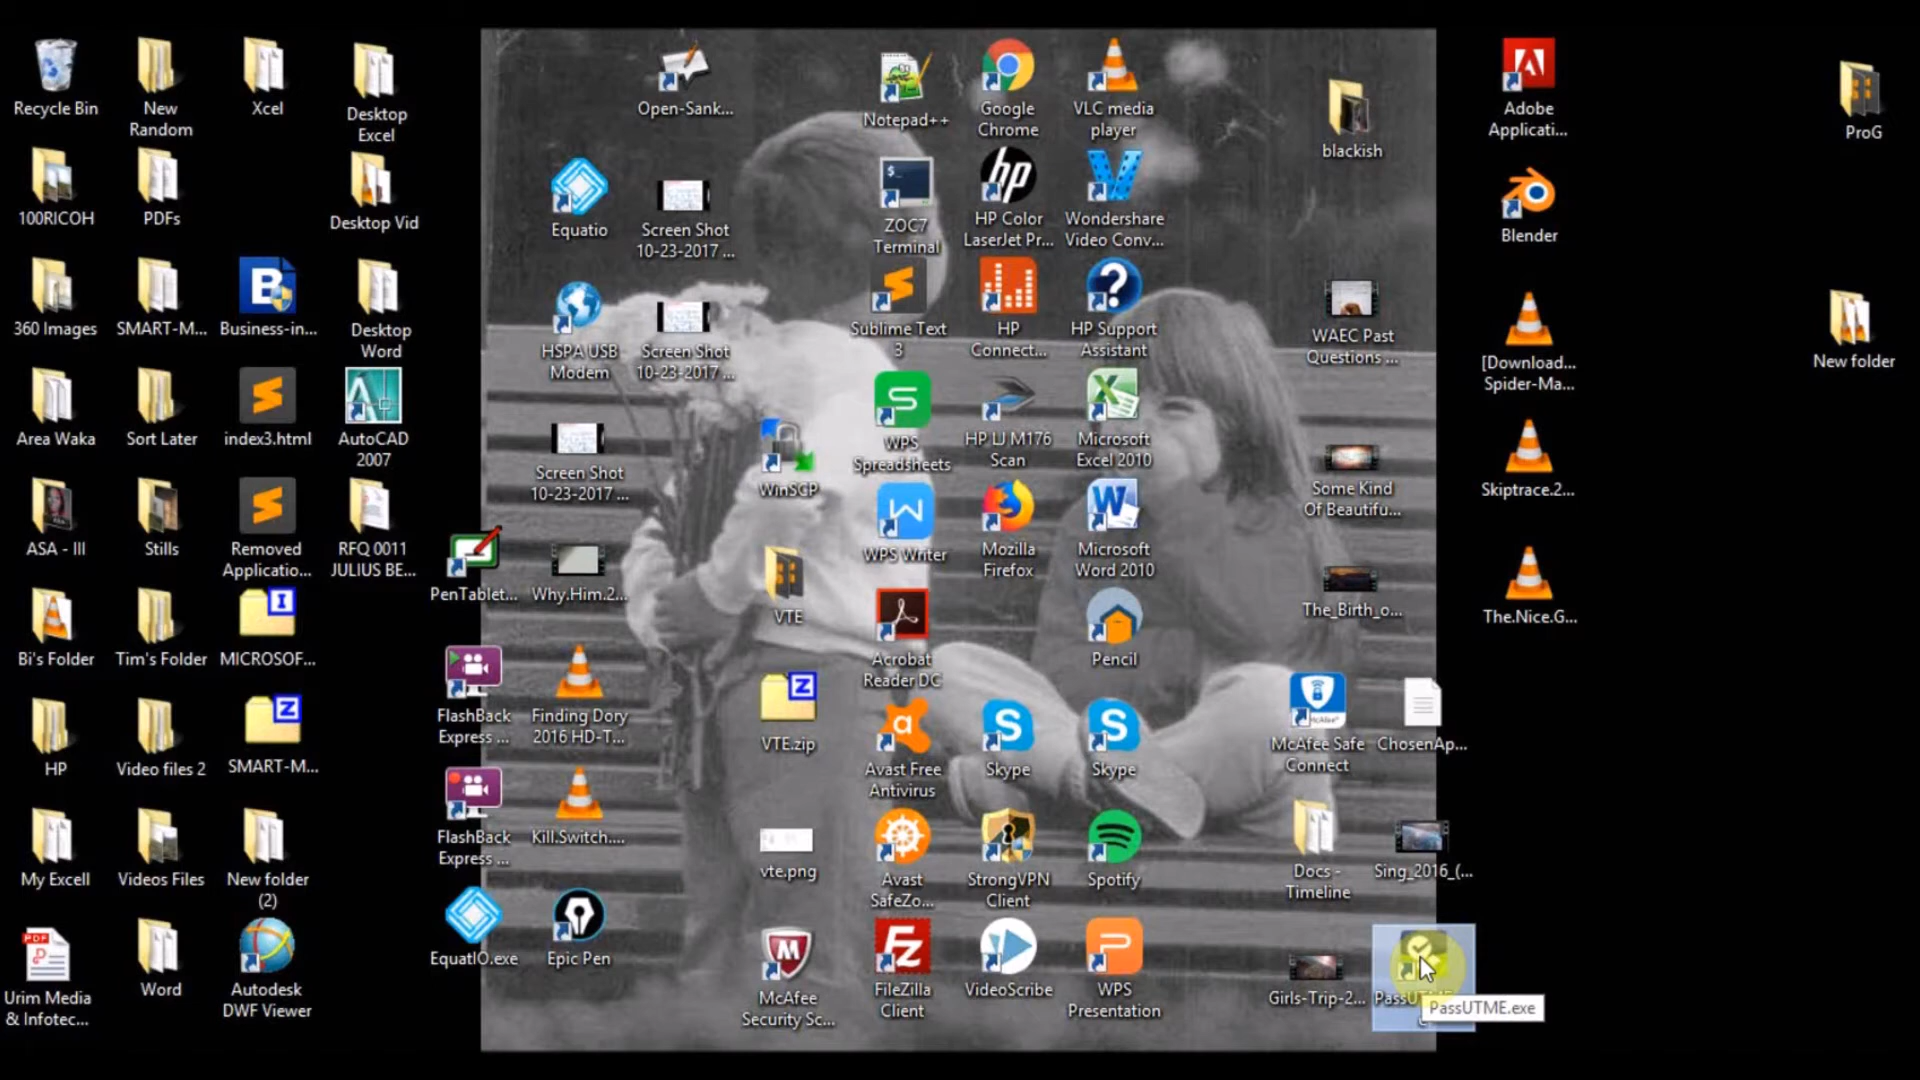 Recycle Bin
New
Random
Xcel
Desktop
Excel
Open-Sank...
Notepad++
Google
Chrome
VLC media
player
blackish
Adobe
Applicati...
ProG
100RICOH
PDFs
Desktop Vid
Equatio
Screen Shot
10-23-2017 ...
ZOC7
Terminal
HP Color
LaserJet Pr...
Wondershare
Video Conv...
Blender
360 Images
SMART-M...
Business-in...
Desktop
Word
HSPA USB
Modem
Screen Shot
10-23-2017 ...
Sublime Text
3
HP
Connect...
HP Support
Assistant
WAEC Past
Questions ...
[Download...
Spider-Ma...
New folder
Area Waka
Sort Later
index3.html
AutoCAD
2007
Screen Shot
10-23-2017 ...
WinSCP
WPS
Spreadsheets
HP LJ M176
Scan
Microsoft
Excel 2010
Some Kind
Of Beautifu...
Skiptrace.2...
ASA - III
Stills
Removed
Applicatio...
RFQ 0011
JULIUS BE...
PenTablet...
Why.Him.2...
VTE
WPS Writer
Mozilla
Firefox
Microsoft
Word 2010
The_Birth_o...
The.Nice.G...
Bi's Folder
Tim's Folder
MICROSOF...
FlashBack
Express ...
Finding Dory
2016 HD-T...
VTE.zip
Acrobat
Reader DC
Pencil
McAfee Safe
Connect
ChosenAp...
HP
Video files 2
SMART-M...
FlashBack
Express ...
Kill.Switch....
vte.png
Avast Free
Antivirus
Skype
Skype
Docs -
Timeline
Sing_2016_(...
My Excell
Videos Files
New folder
(2)
EquatIO.exe
Epic Pen
McAfee
Security Sc...
Avast
SafeZo...
StrongVPN
Client
Spotify
Girls-Trip-2...
PassUTME.exe
Urim Media
& Infotec...
Word
Autodesk
DWF Viewer
FileZilla
Client
VideoScribe
WPS
Presentation